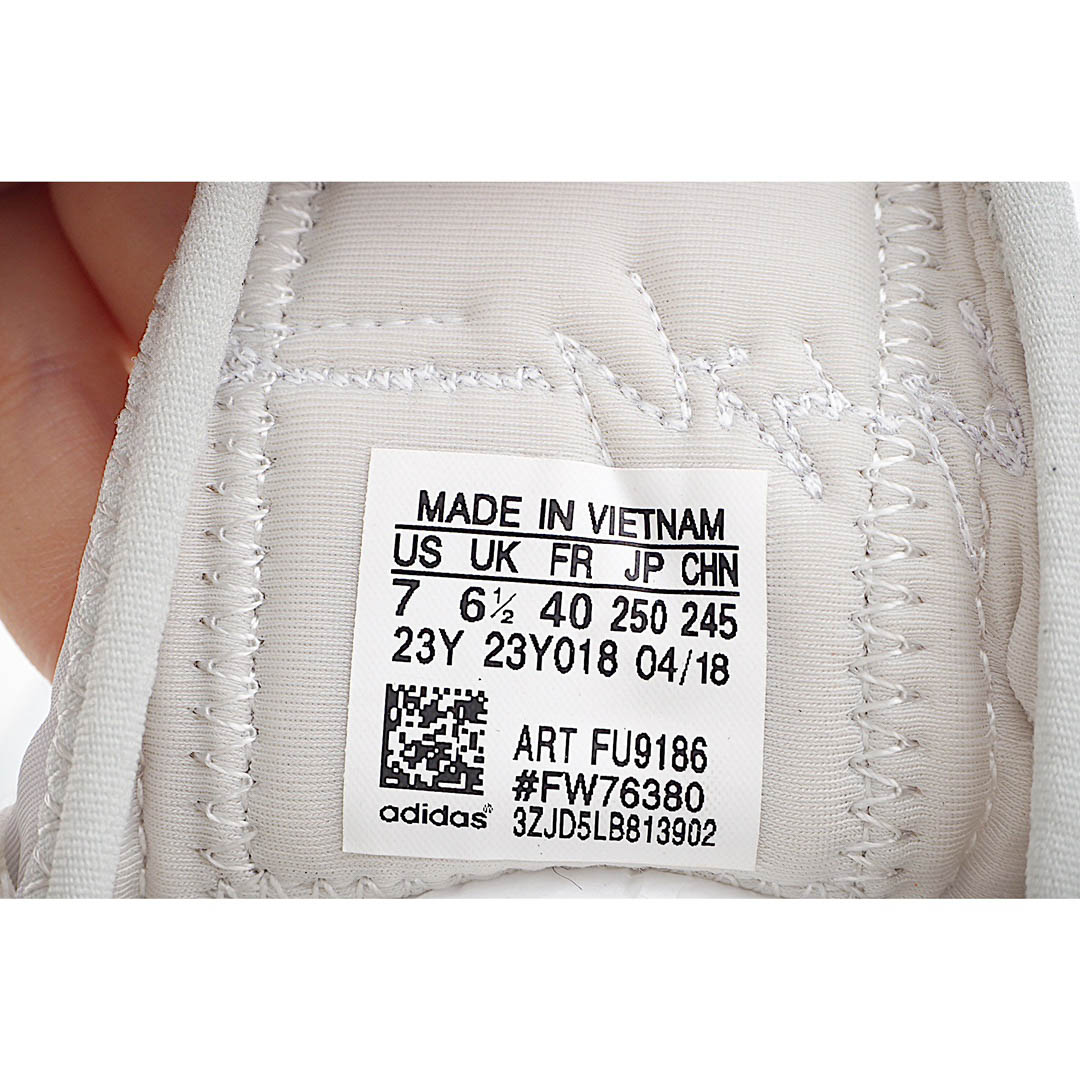 MADE IN VIETNAM
US UK FR JP CHN
7 6½ 40 250 245
23Y 23Y018 04/18
ART FU9186
#FW76380
adidas
3ZJD5LB813902